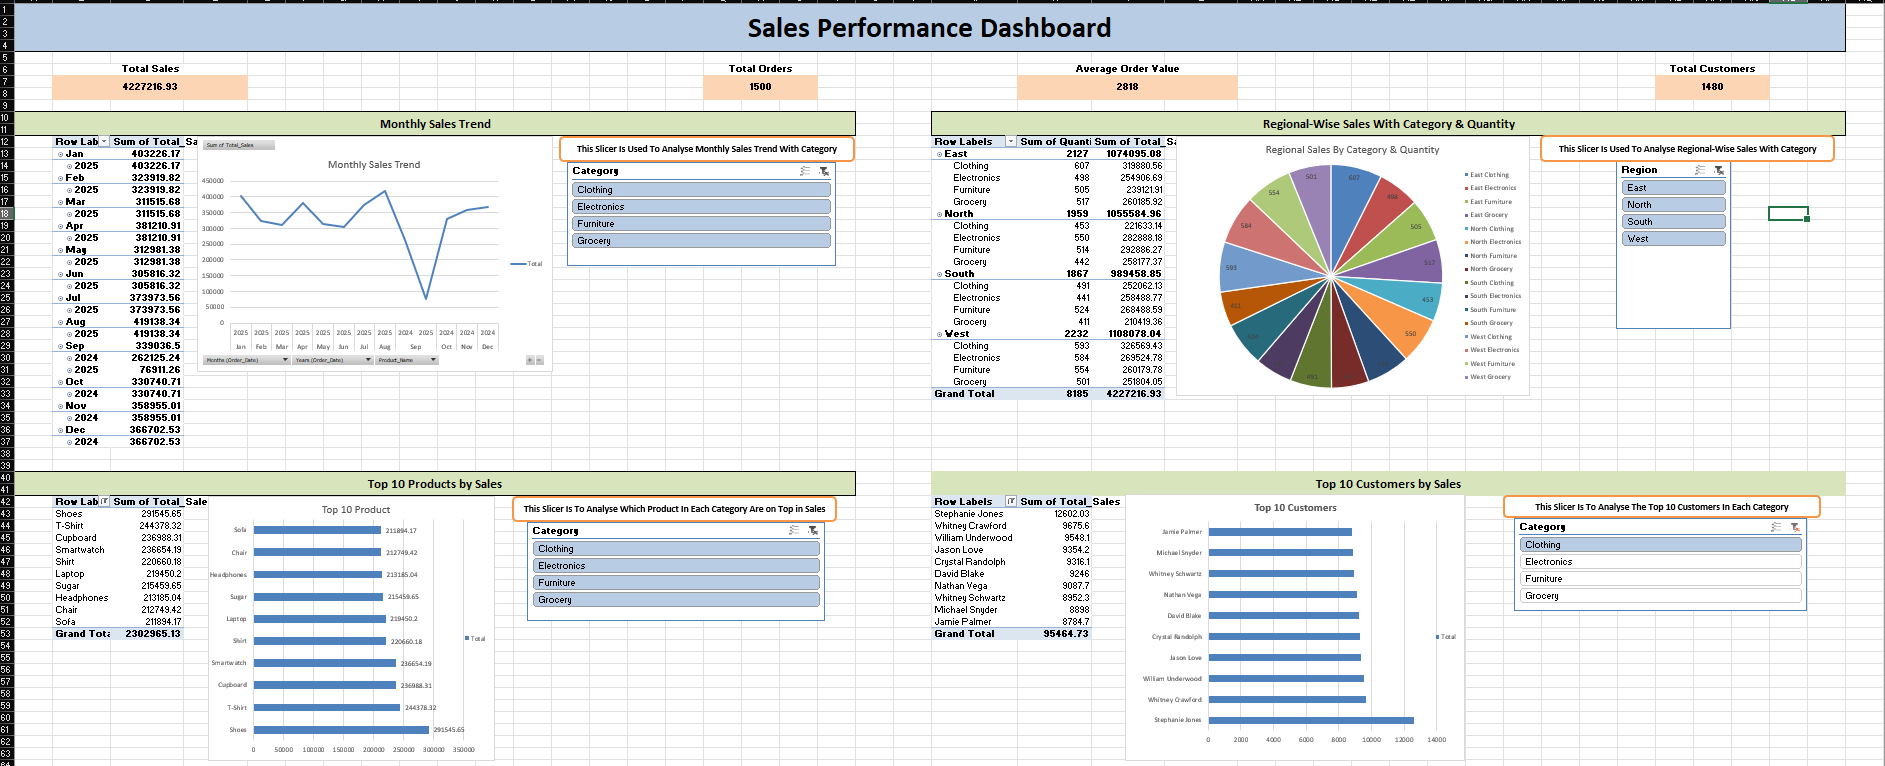 Sales Performance Dashboard
Total Sales
4227216.93
Total Orders
1500
Average Order Value
2818
Total Customers
1480
Monthly Sales Trend
Row Lab Sum of Total_Sa
Jan 403226.17
2025 403226.17
Feb 323919.82
2025 323919.82
Mar 311515.68
2025 311515.68
Apr 381210.91
2025 381210.91
May 312981.38
2025 312981.38
Jun 305816.32
2025 305816.32
Jul 373973.56
2025 373973.56
Aug 419138.34
2025 419138.34
Sep 339036.5
2024 262125.24
2025 76911.26
Oct 330740.71
2024 330740.71
Nov 358955.01
2024 358955.01
Dec 366702.53
2024 366702.53
Sum of Total_Sales
Monthly Sales Trend
450000
400000
350000
300000
250000
200000
150000
100000
50000
0
2025 2025 2025 2025 2025 2025 2025 2025 2024 2025 2024 2024 2024
Jan Feb Mar Apr May Jun Jul Aug Sep Oct Nov Dec
Total
Months (Order_Date) Years (Order_Date) Product_Name
This Slicer Is Used To Analyse Monthly Sales Trend With Category
Category
Clothing
Electronics
Furniture
Grocery
Regional-Wise Sales With Category & Quantity
Row Labels Sum of Quanti Sum of Total_Sa
East 2127 1074095.08
Clothing 607 319880.56
Electronics 498 254906.69
Furniture 505 239121.91
Grocery 517 260185.92
North 1959 1055584.96
Clothing 453 221633.14
Electronics 550 282888.18
Furniture 514 292886.27
Grocery 442 258177.37
South 1867 989458.85
Clothing 491 252062.13
Electronics 441 258488.77
Furniture 524 268488.59
Grocery 411 210419.36
West 2232 1108078.04
Clothing 593 326569.43
Electronics 584 269524.78
Furniture 554 260179.78
Grocery 501 251804.05
Grand Total 8185 4227216.93
Regional Sales By Category & Quantity
607
498
505
517
453
550
491
411
593
584
554
501
East Clothing
East Electronics
East Furniture
East Grocery
North Clothing
North Electronics
North Furniture
North Grocery
South Clothing
South Electronics
South Furniture
South Grocery
West Clothing
West Electronics
West Furniture
West Grocery
This Slicer Is Used To Analyse Regional-Wise Sales With Category
Region
East
North
South
West
Top 10 Products by Sales
Row Lab Sum of Total_Sale
Shoes 291545.65
T-Shirt 244378.32
Cupboard 236988.31
Smartwatch 236654.19
Shirt 220660.18
Laptop 219450.2
Sugar 215459.65
Headphones 213185.04
Chair 212749.42
Sofa 211894.17
Grand Tota 2302965.13
Top 10 Product
Sofa 211894.17
Chair 212749.42
Headphones 213185.04
Sugar 215459.65
Laptop 219450.2
Shirt 220660.18
Smartwatch 236654.19
Cupboard 236988.31
T-Shirt 244378.32
Shoes 291545.65
0 50000 100000 150000 200000 250000 300000 350000
Total
This Slicer Is To Analyse Which Product In Each Category Are on Top in Sales
Category
Clothing
Electronics
Furniture
Grocery
Top 10 Customers by Sales
Row Labels Sum of Total_Sales
Stephanie Jones 12602.03
Whitney Crawford 9675.6
William Underwood 9548.1
Jason Love 9354.2
Crystal Randolph 9316.1
David Blake 9246
Nathan Vega 9087.7
Whitney Schwartz 8952.3
Michael Snyder 8898
Jamie Palmer 8784.7
Grand Total 95464.73
Top 10 Customers
Jamie Palmer
Michael Snyder
Whitney Schwartz
Nathan Vega
David Blake
Crystal Randolph
Jason Love
William Underwood
Whitney Crawford
Stephanie Jones
0 2000 4000 6000 8000 10000 12000 14000
Total
This Slicer Is To Analyse The Top 10 Customers In Each Category
Category
Clothing
Electronics
Furniture
Grocery